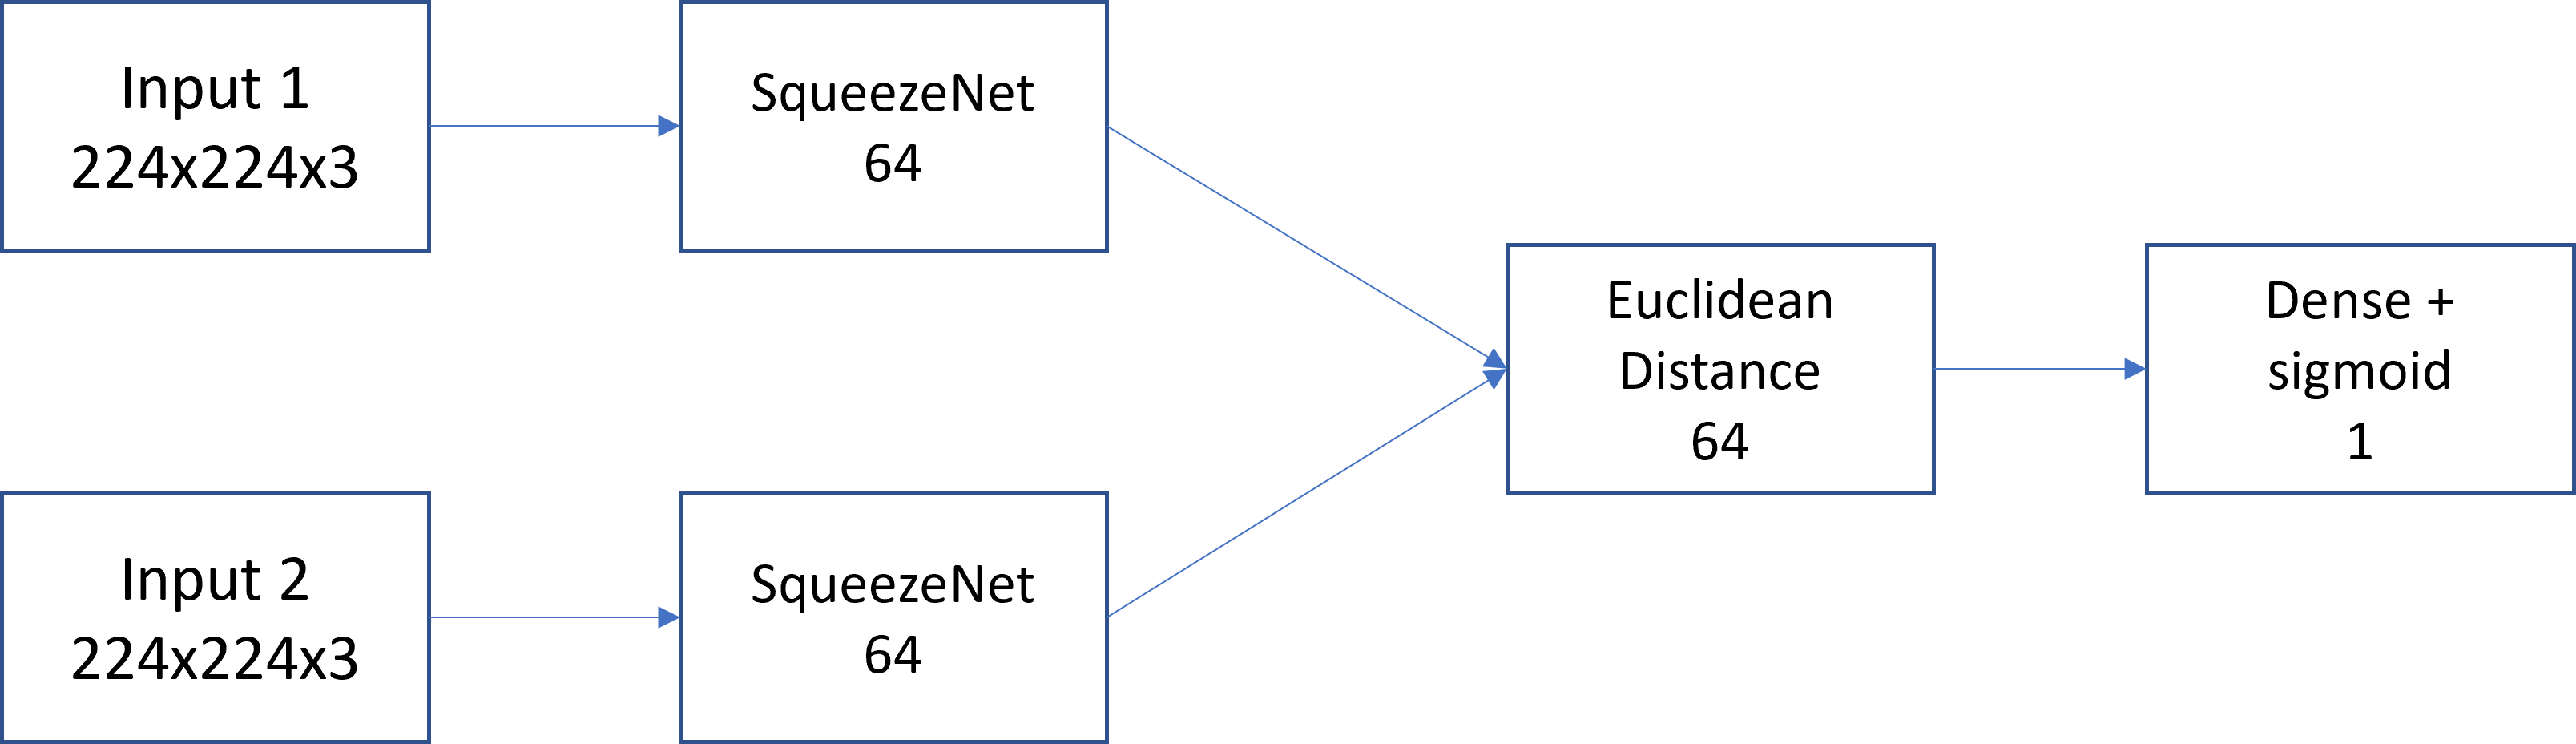 Input 1
224x224x3
SqueezeNet
64
Input 2
224x224x3
SqueezeNet
64
Euclidean
Distance
64
Dense +
sigmoid
1